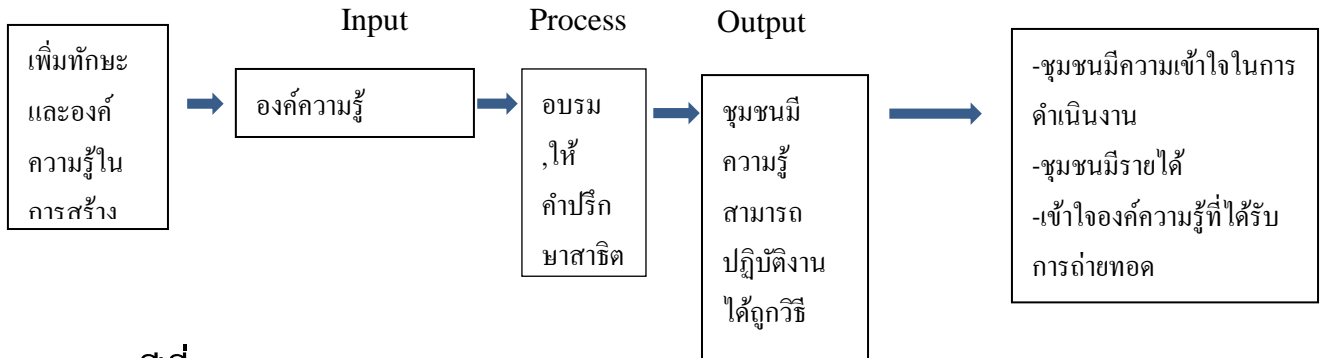 Input
Process
Output
เพิ่มทักษะ
และองค์
ความรู้ใน
การสร้าง
องค์ความรู้
อบรม
,ให้
คำปรึก
ษาสาธิต
ชุมชนมี
ความรู้
สามารถ
ปฏิบัติงาน
ได้ถูกวิธี
-ชุมชนมีความเข้าใจในการ
ดำเนินงาน
-ชุมชนมีรายได้
-เข้าใจองค์ความรู้ที่ได้รับ
การถ่ายทอด